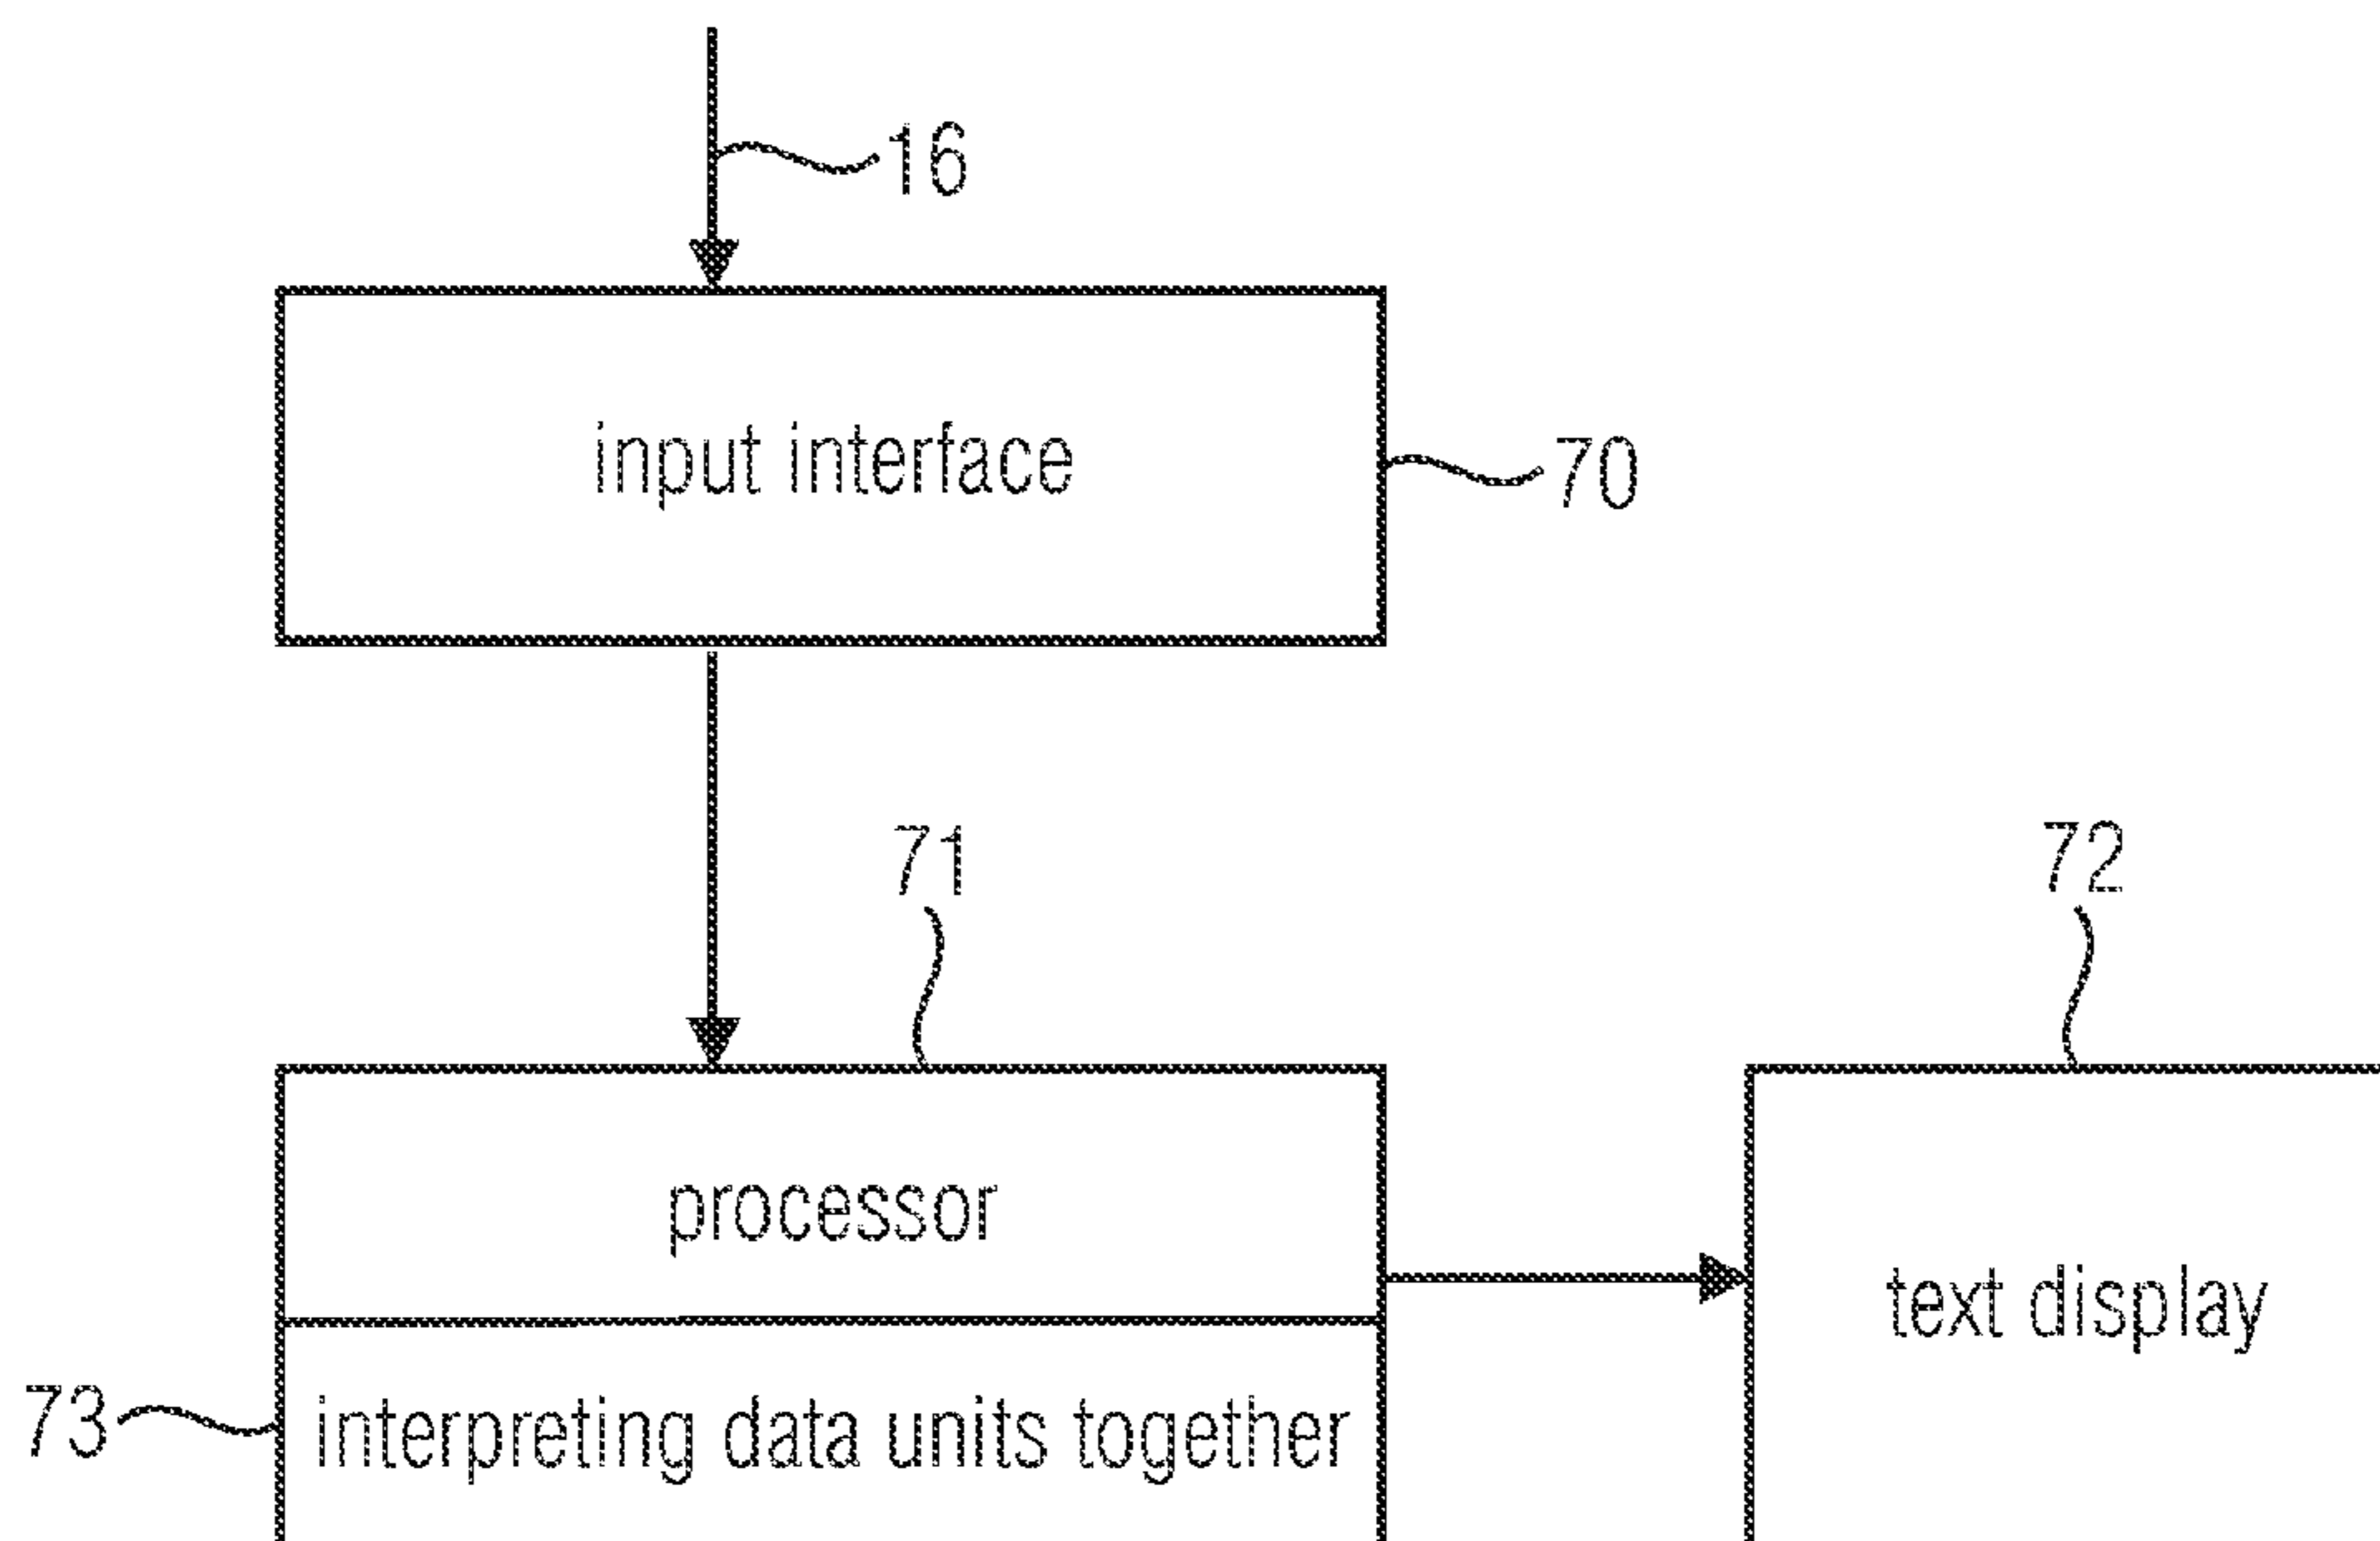 16
input interface
70
71
72
processor
text display
73
interpreting data units together